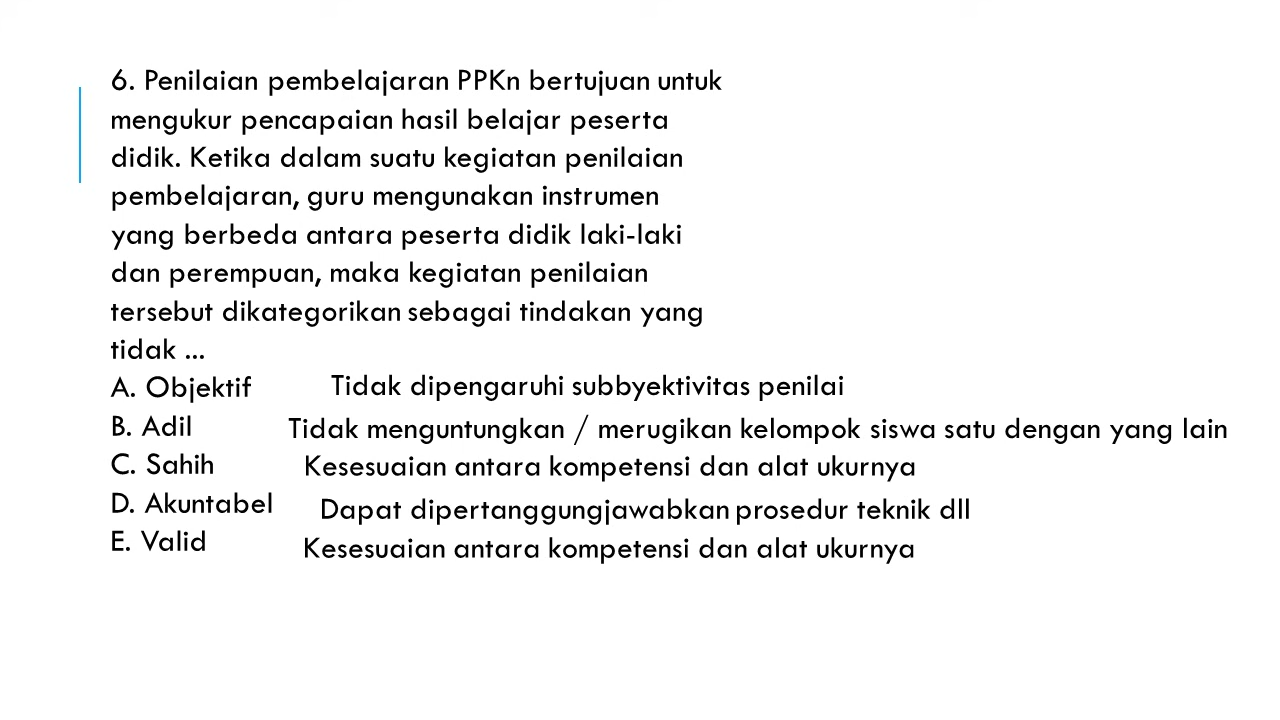 6. Penilaian pembelajaran PPKn bertujuan untuk
mengukur pencapaian hasil belajar peserta
didik. Ketika dalam suatu kegiatan penilaian
pembelajaran, guru mengunakan instrumen
yang berbeda antara peserta didik laki-laki
dan perempuan, maka kegiatan penilaian
tersebut dikategorikan sebagai tindakan yang
tidak ...
A. Objektif Tidak dipengaruhi subbyektivitas penilai
B. Adil Tidak menguntungkan / merugikan kelompok siswa satu dengan yang lain
C. Sahih Kesesuaian antara kompetensi dan alat ukurnya
D. Akuntabel Dapat dipertanggungjawabkan prosedur teknik dll
E. Valid Kesesuaian antara kompetensi dan alat ukurnya